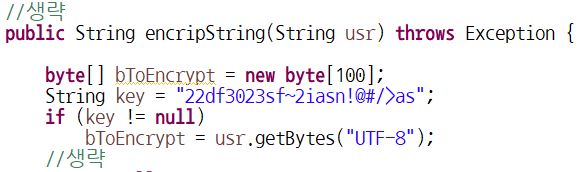 //생략
public String encripString(String usr) throws Exception {
byte[] bToEncrypt = new byte[100];
String key = "22df3023sf~2iasn!@#/>as";
if (key != null)
bToEncrypt = usr.getBytes("UTF-8");
//생략